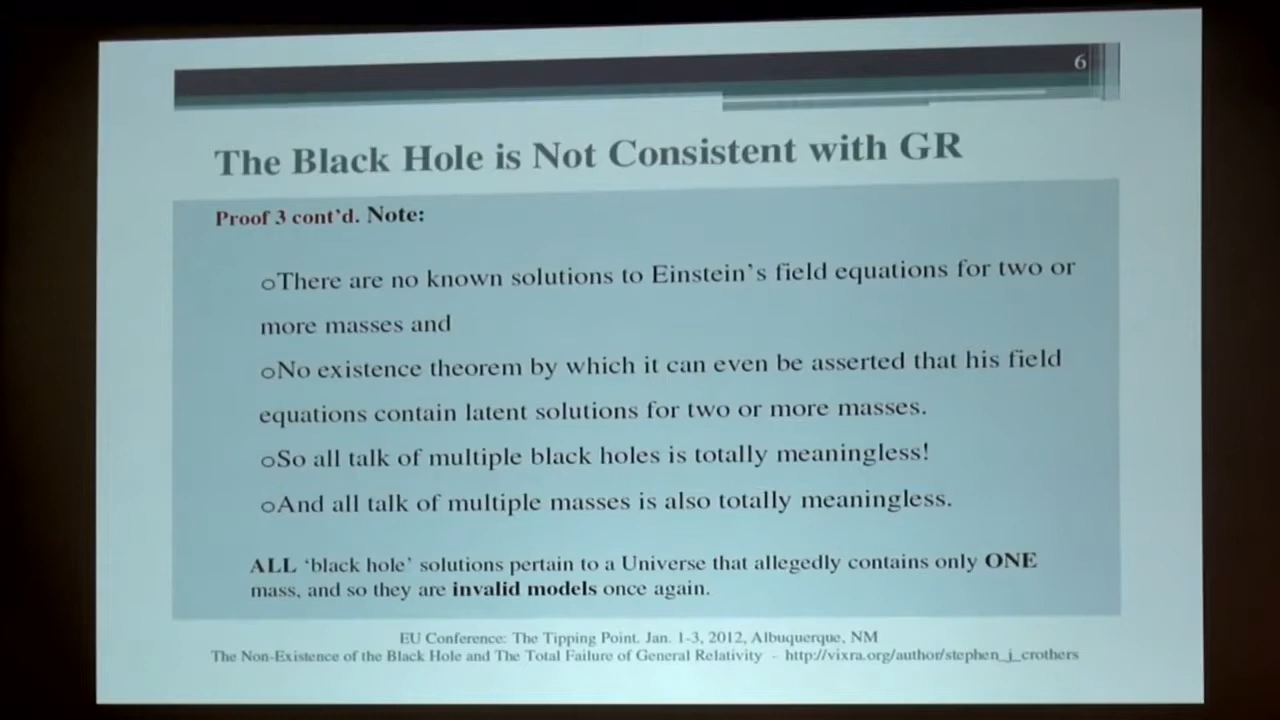 6
The Black Hole is Not Consistent with GR
Proof 3 cont'd. Note:
oThere are no known solutions to Einstein's field equations for two or
more masses and
oNo existence theorem by which it can even be asserted that his field
equations contain latent solutions for two or more masses.
oSo all talk of multiple black holes is totally meaningless!
oAnd all talk of multiple masses is also totally meaningless.
ALL ‘black hole’ solutions pertain to a Universe that allegedly contains only ONE
mass, and so they are invalid models once again.
EU Conference: The Tipping Point. Jan. 1-3, 2012, Albuquerque, NM
The Non-Existence of the Black Hole and The Total Failure of General Relativity – http://vixra.org/author/stephen_j_crothers